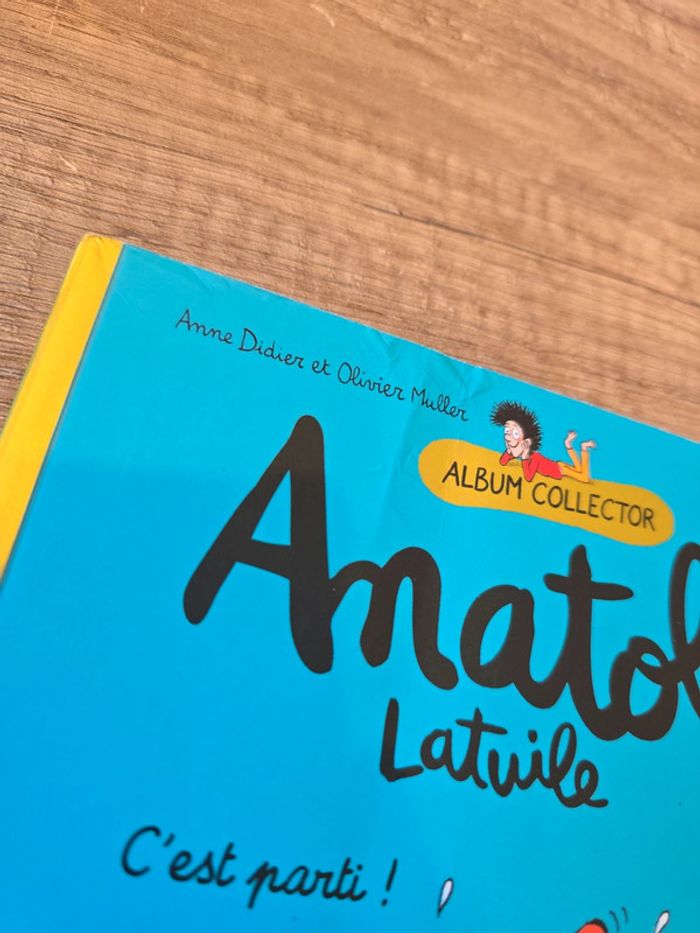 Anne Didier et Olivier Muller
ALBUM COLLECTOR
Anatol
Latuile
C'est parti !